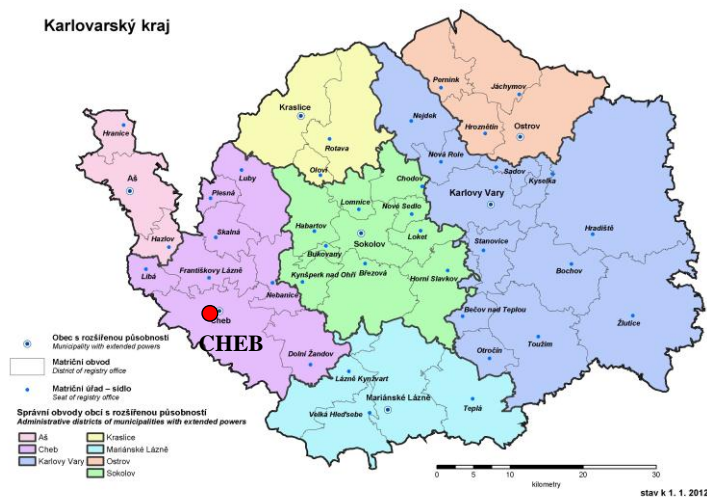 Karlovarský kraj
Pernink
Jáchymov
Kraslice
Nejdek
Hranice
Hroznětín
Ostrov
Rotava
Nová Role
Luby
Olovi
Sadov
Aš
Chodov
Kyselka
Plesná
Karlovy Vary
Lomnice
Nové Sedlo
Skalná
Habartov
Loket
Hradiště
Sokolov
Hazlov
Bukovany
Stanovice
Libá
Františkovy Lázně
Kynšperk nad Ohří
Březová
Horní Slavkov
Bochov
Nebanice
Cheb
Bečov nad Teplou
Žlutice
CHEB
Toužim
Otročin
Dolní Žandov
Lázně Kynžvart
Mariánské Lázně
Teplá
Velká Hleďsebe
Obec s rozšířenou působností
Municipality with extended powers
Matriční obvod
District of registry office
Matriční úřad – sídlo
Seat of registry office
Správní obvody obcí s rozšířenou působností
Administrative districts of municipalities with extended powers
Aš
Kraslice
Cheb
Mariánské Lázně
Karlovy Vary
Ostrov
Sokolov
0 5 10 20 30
kilometry
stav k 1. 1. 2012